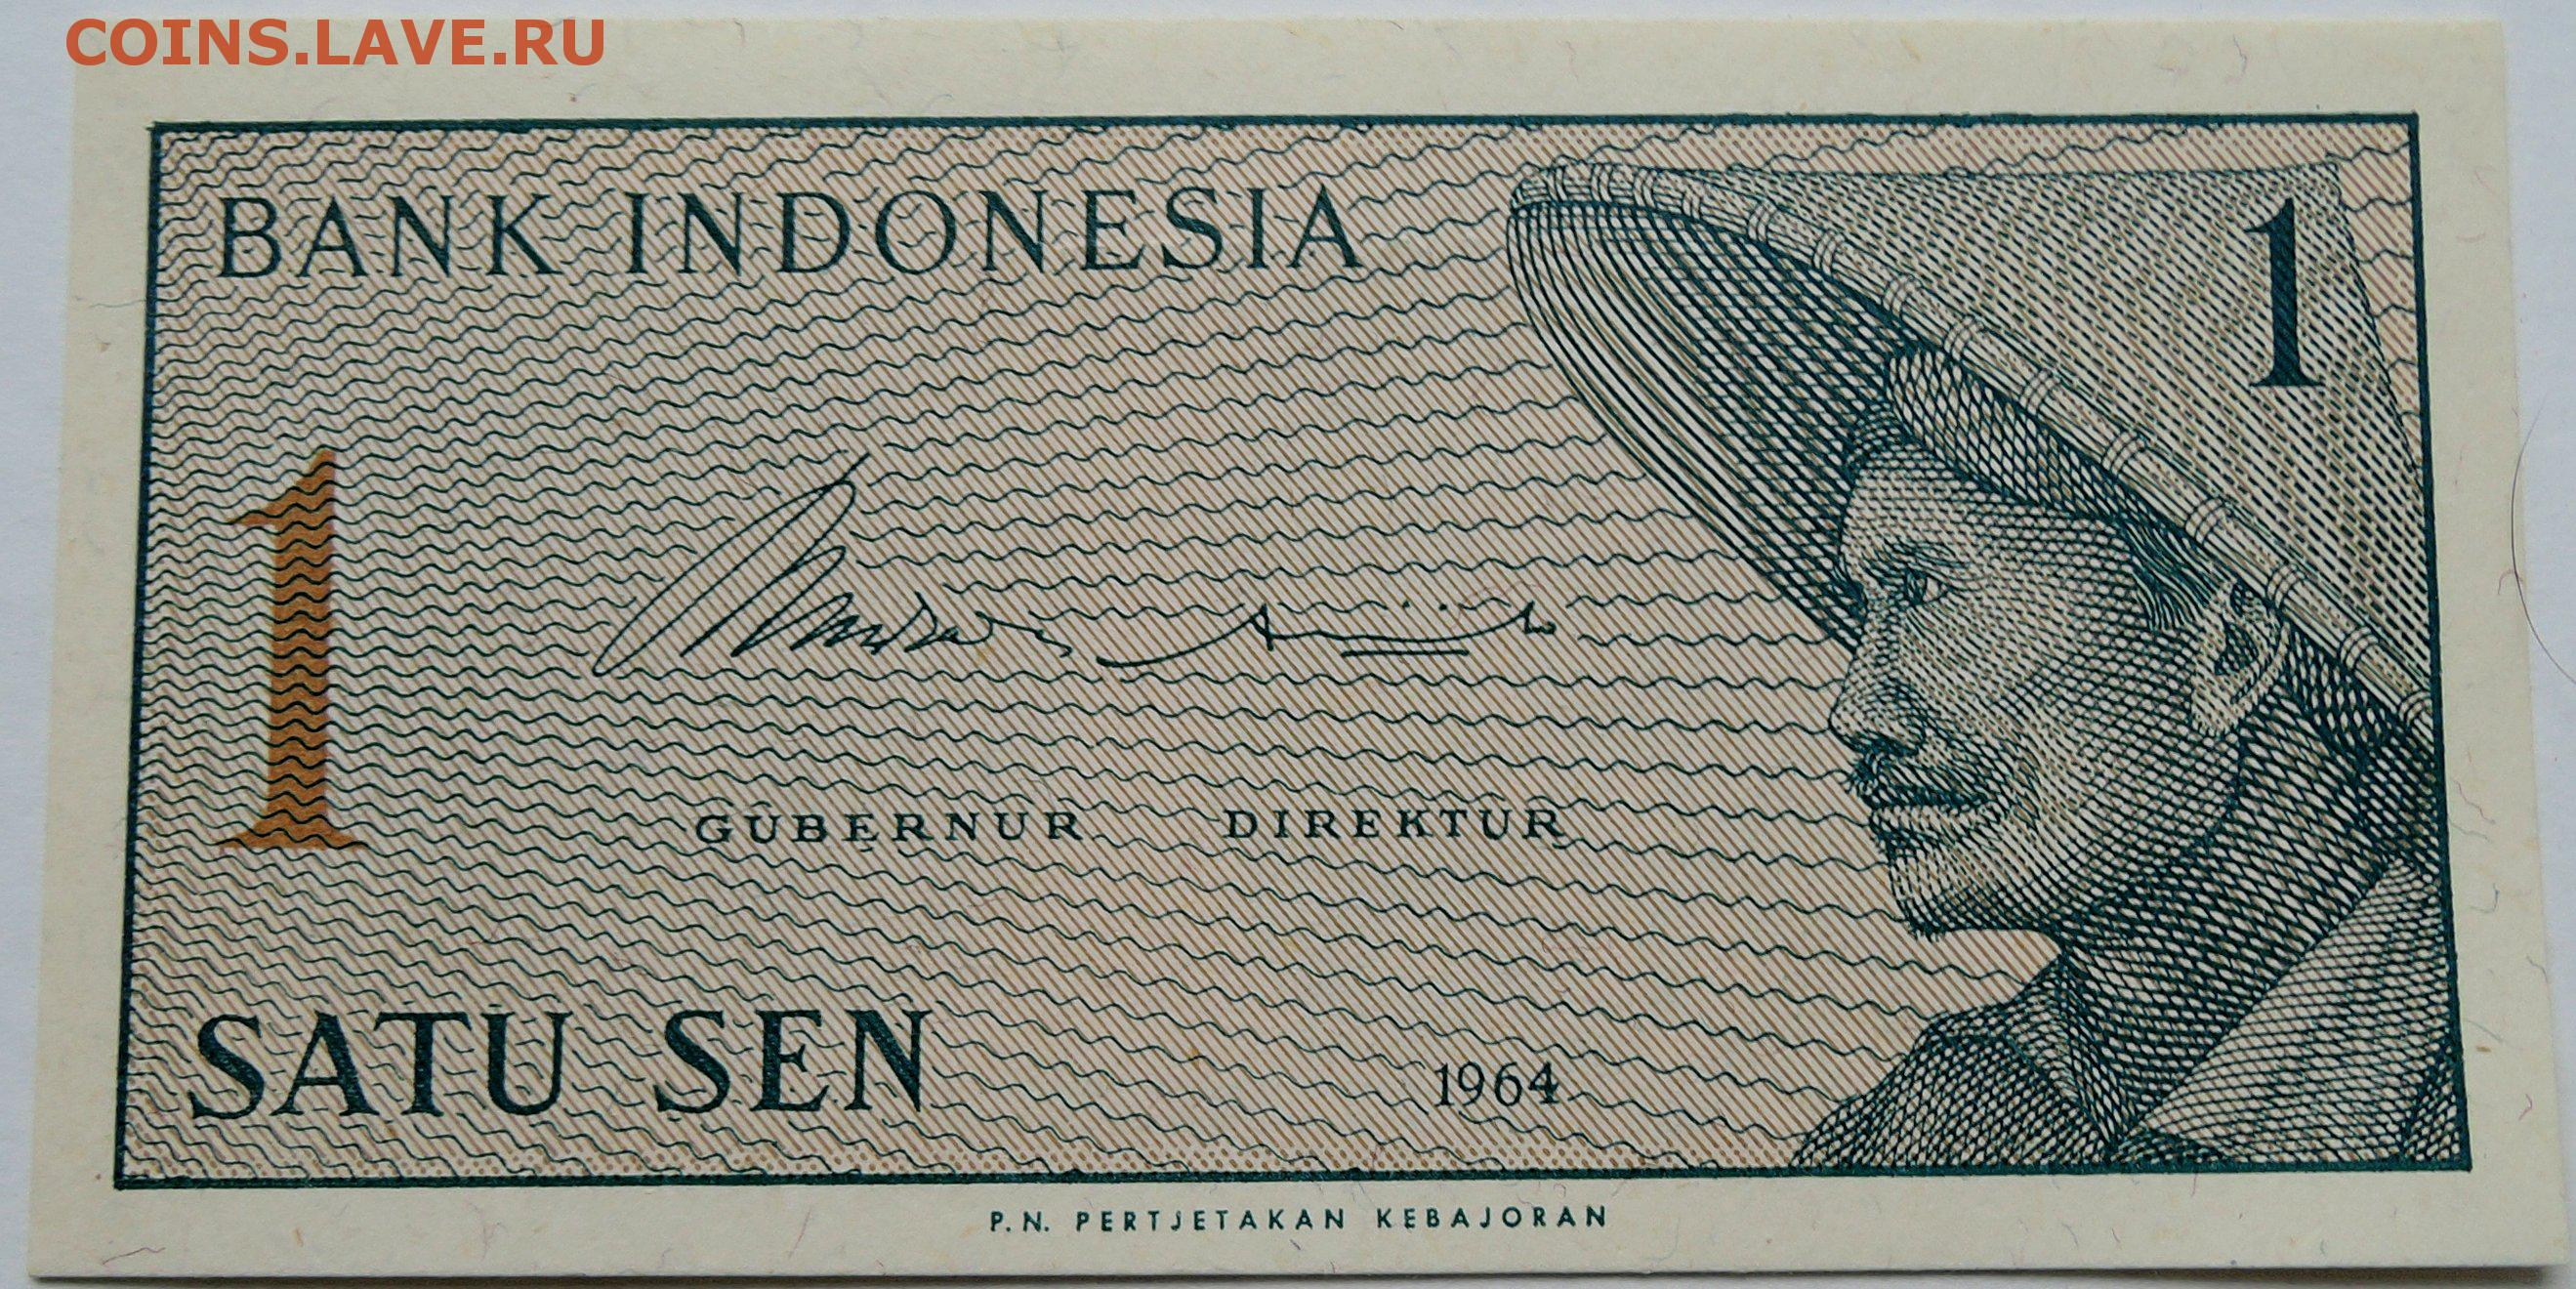 COINS.LAVE.RU
BANK INDONESIA
1
1
GUBERNUR DIREKTUR
SATU SEN
1964
P.N. PERTJETAKAN KEBAJORAN